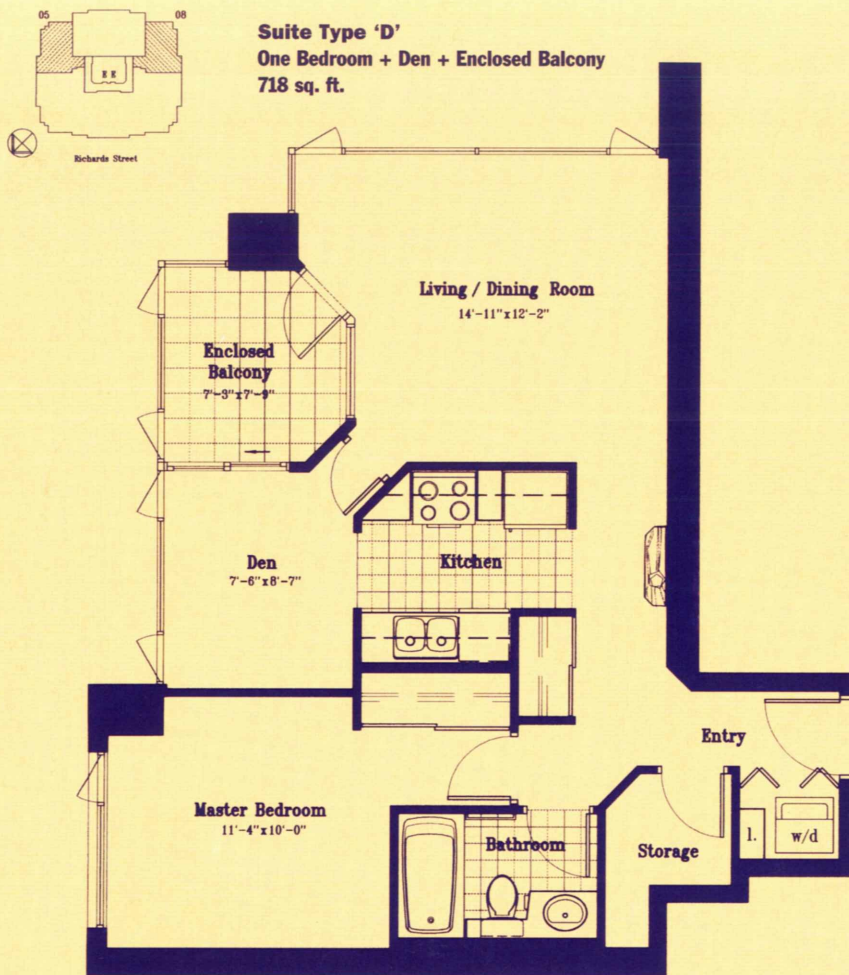 05
08
E E
Richards Street
Suite Type ‘D’
One Bedroom + Den + Enclosed Balcony
718 sq. ft.
Living / Dining Room
14'-11"x12'-2"
Enclosed
Balcony
7'-3"x7'-9"
Den
7'-6"x8'-7"
Kitchen
Entry
Master Bedroom
11'-4"x10'-0"
Bathroom
Storage
l.
w/d